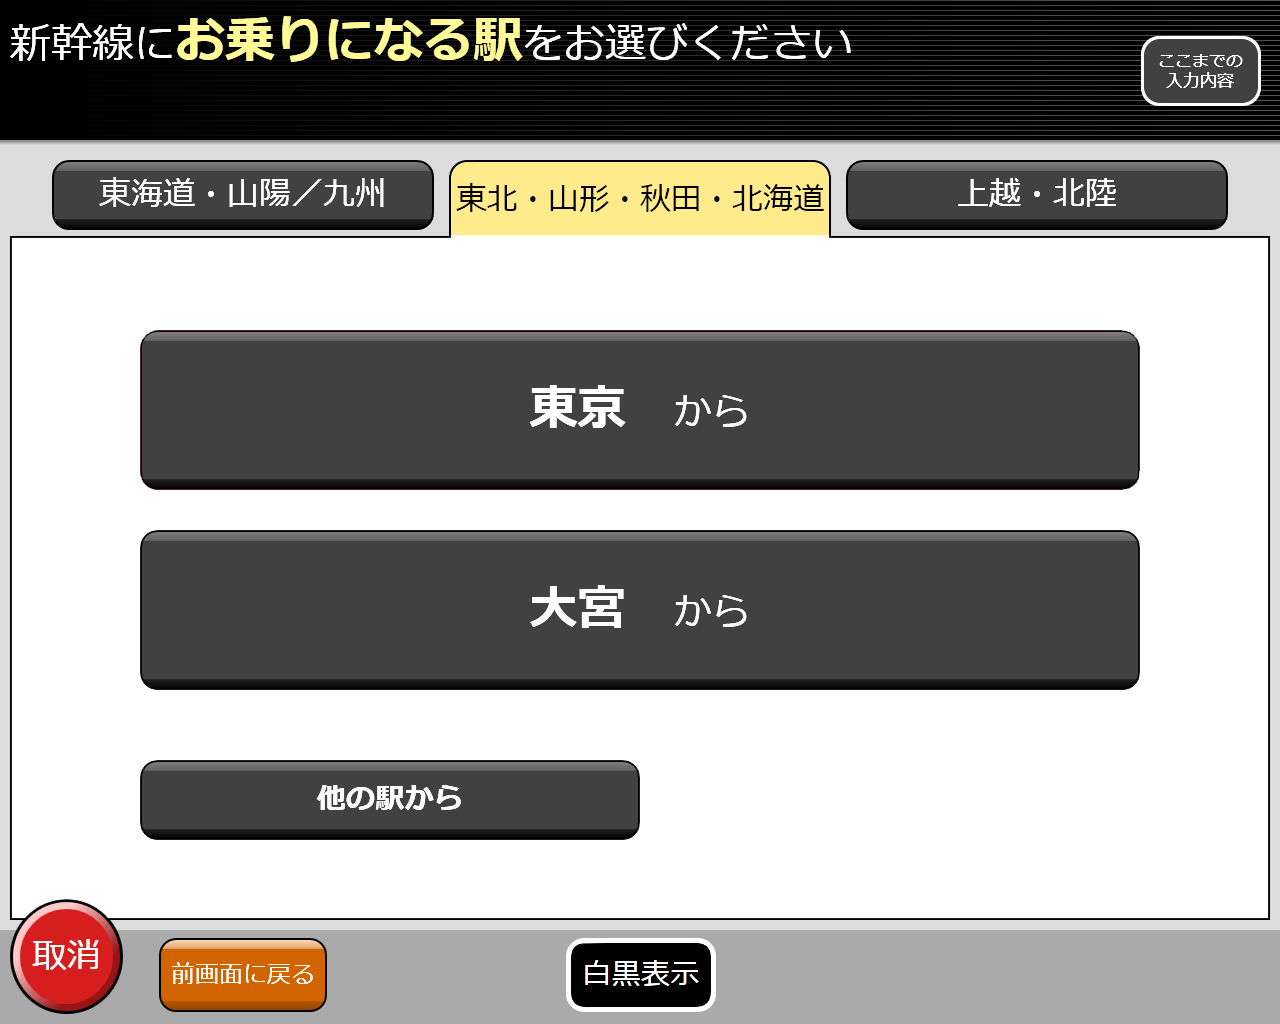 新幹線にお乗りになる駅をお選びください
ここまでの
入力内容
東海道・山陽／九州
東北・山形・秋田・北海道
上越・北陸
東京　から
大宮　から
他の駅から
取消
前画面に戻る
白黒表示